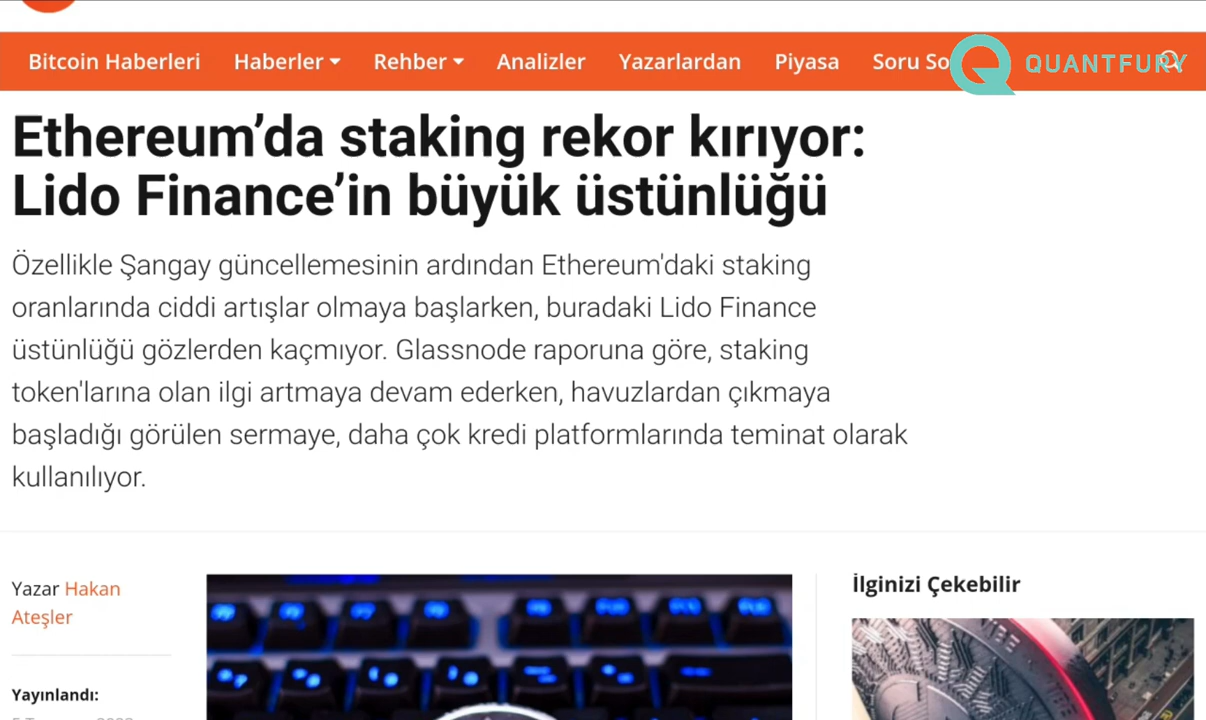 Bitcoin Haberleri Haberler Rehber Analizler Yazarlardan Piyasa Soru So
QUANTFURY
Ethereum’da staking rekor kırıyor:
Lido Finance’in büyük üstünlüğü
Özellikle Şangay güncellemesinin ardından Ethereum'daki staking
oranlarında ciddi artışlar olmaya başlarken, buradaki Lido Finance
üstünlüğü gözlerden kaçmıyor. Glassnode raporuna göre, staking
token'larına olan ilgi artmaya devam ederken, havuzlardan çıkmaya
başladığı görülen sermaye, daha çok kredi platformlarında teminat olarak
kullanılıyor.
Yazar Hakan
Ateşler
Yayınlandı:
İlginizi Çekebilir